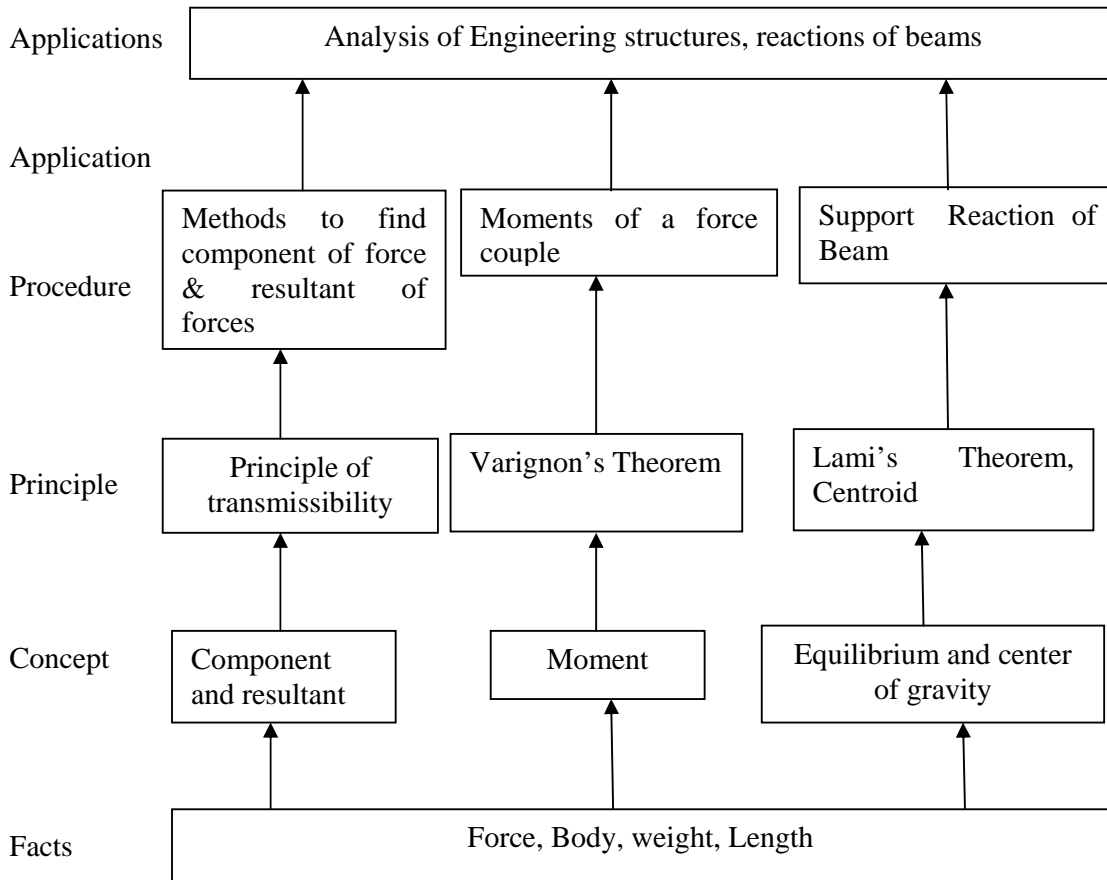 Applications
Analysis of Engineering structures, reactions of beams
Application
Methods to find
component of force
& resultant of
forces
Moments of a force
couple
Support Reaction of
Beam
Procedure
Principle
Principle of
transmissibility
Varignon’s Theorem
Lami’s Theorem,
Centroid
Concept
Component
and resultant
Moment
Equilibrium and center
of gravity
Facts
Force, Body, weight, Length